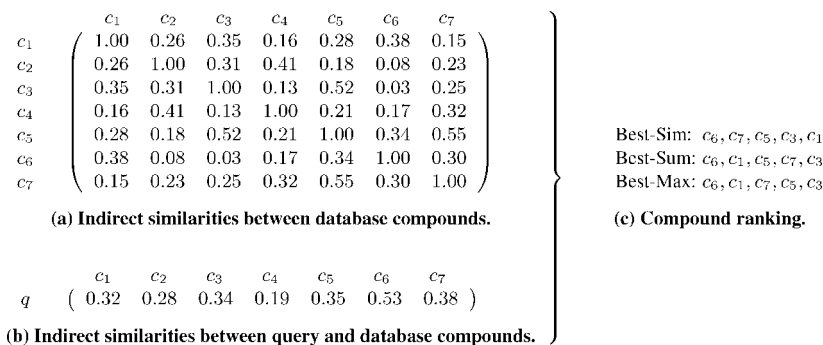 c1 c2 c3 c4 c5 c6 c7
c1 1.00 0.26 0.35 0.16 0.28 0.38 0.15
c2 0.26 1.00 0.31 0.41 0.18 0.08 0.23
c3 0.35 0.31 1.00 0.13 0.52 0.03 0.25
c4 0.16 0.41 0.13 1.00 0.21 0.17 0.32
c5 0.28 0.18 0.52 0.21 1.00 0.34 0.55
c6 0.38 0.08 0.03 0.17 0.34 1.00 0.30
c7 0.15 0.23 0.25 0.32 0.55 0.30 1.00
(a) Indirect similarities between database compounds.
c1 c2 c3 c4 c5 c6 c7
q ( 0.32 0.28 0.34 0.19 0.35 0.53 0.38 )
(b) Indirect similarities between query and database compounds.
Best-Sim: c6, c7, c5, c3, c1
Best-Sum: c6, c1, c5, c7, c3
Best-Max: c6, c1, c7, c5, c3
(c) Compound ranking.